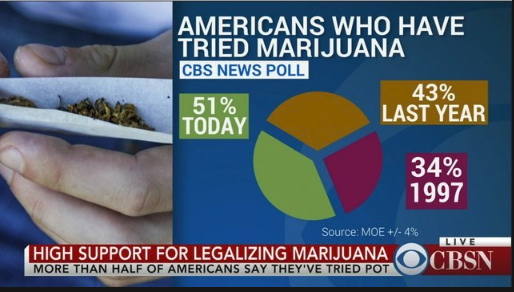 AMERICANS WHO HAVE
TRIED MARIJUANA
CBS NEWS POLL
51%
TODAY
43%
LAST YEAR
34%
1997
Source: MOE +/- 4%
HIGH SUPPORT FOR LEGALIZING MARIJUANA
MORE THAN HALF OF AMERICANS SAY THEY'VE TRIED POT
LIVE
CBSN